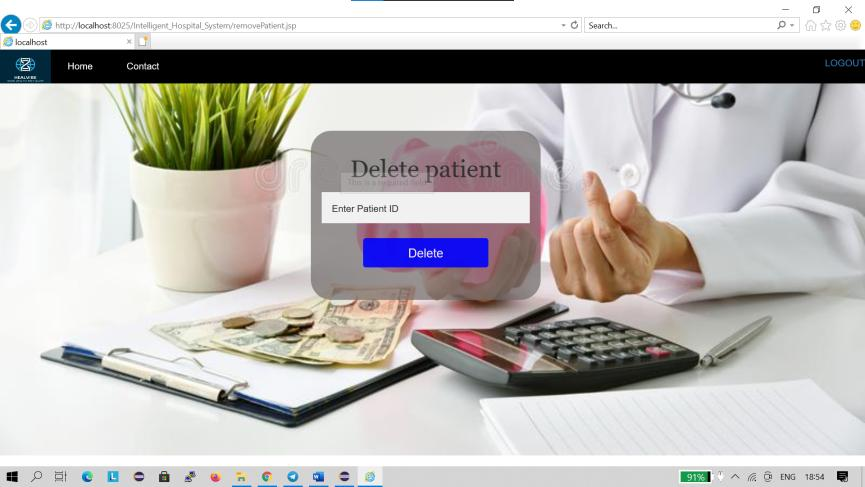 http://localhost:8025/Intelligent_Hospital_System/removePatient.jsp
Search...
localhost
HEALVIBE
Home
Contact
LOGOUT
Delete patient
This is a required field
Enter Patient ID
Delete
91%
ENG
18:54